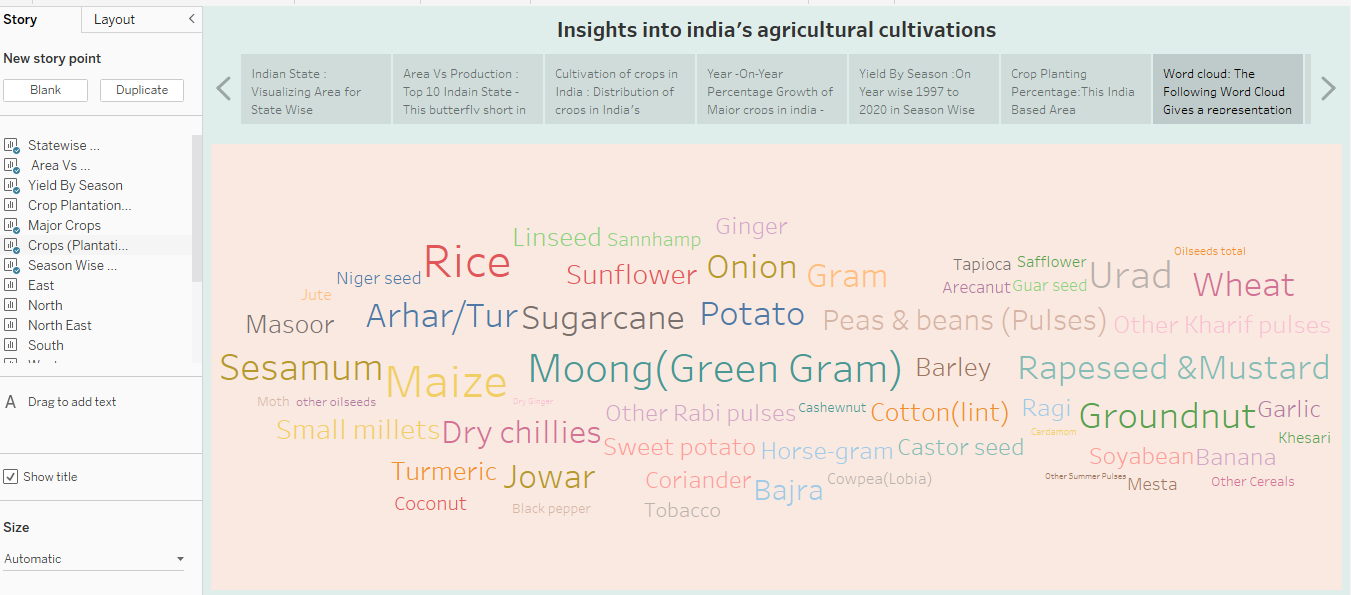 Story
Layout
New story point
Blank
Duplicate
Statewise ...
Area Vs ...
Yield By Season
Crop Plantation...
Major Crops
Crops (Plantati...
Season Wise ...
East
North
North East
South
A Drag to add text
Show title
Size
Automatic
Insights into india's agricultural cultivations
Indian State :
Visualizing Area for
State Wise
Area Vs Production :
Top 10 Indain State -
This butterfly short in
Cultivation of crops in
India : Distribution of
crops in India's
Year -On-Year
Percentage Growth of
Major crops in india -
Yield By Season :On
Year wise 1997 to
2020 in Season Wise
Crop Planting
Percentage:This India
Based Area
Word cloud: The
Following Word Cloud
Gives a representation
Ginger
Linseed Sannhamp
Oilseeds total
Rice
Niger seed
Sunflower
Onion
Gram
Tapioca Safflower
Arecanut Guar seed
Urad
Wheat
Jute
Masoor
Arhar/Tur
Sugarcane
Potato
Peas & beans (Pulses)
Other Kharif pulses
Sesamum
Maize
Moong(Green Gram)
Barley
Rapeseed &Mustard
Moth
other oilseeds
Dry Ginger
Other Rabi pulses
Cashewnut
Cotton(lint)
Ragi
Cardamom
Groundnut
Garlic
Khesari
Small millets
Dry chillies
Sweet potato
Horse-gram
Castor seed
Soyabean
Banana
Turmeric
Jowar
Coriander
Bajra
Cowpea(Lobia)
Other Summer Pulses
Mesta
Other Cereals
Coconut
Black pepper
Tobacco